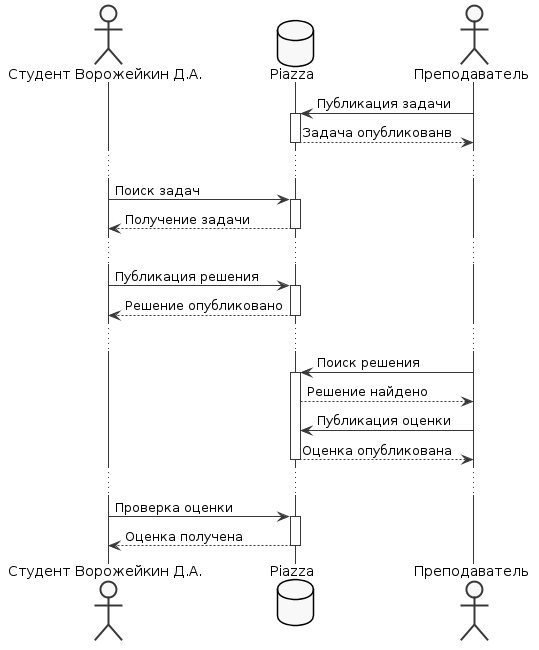 Студент Ворожейкин Д.А. Piazza Преподаватель
Публикация задачи
Задача опубликованв
Поиск задач
Получение задачи
Публикация решения
Решение опубликовано
Поиск решения
Решение найдено
Публикация оценки
Оценка опубликована
Проверка оценки
Оценка получена
Студент Ворожейкин Д.А. Piazza Преподаватель